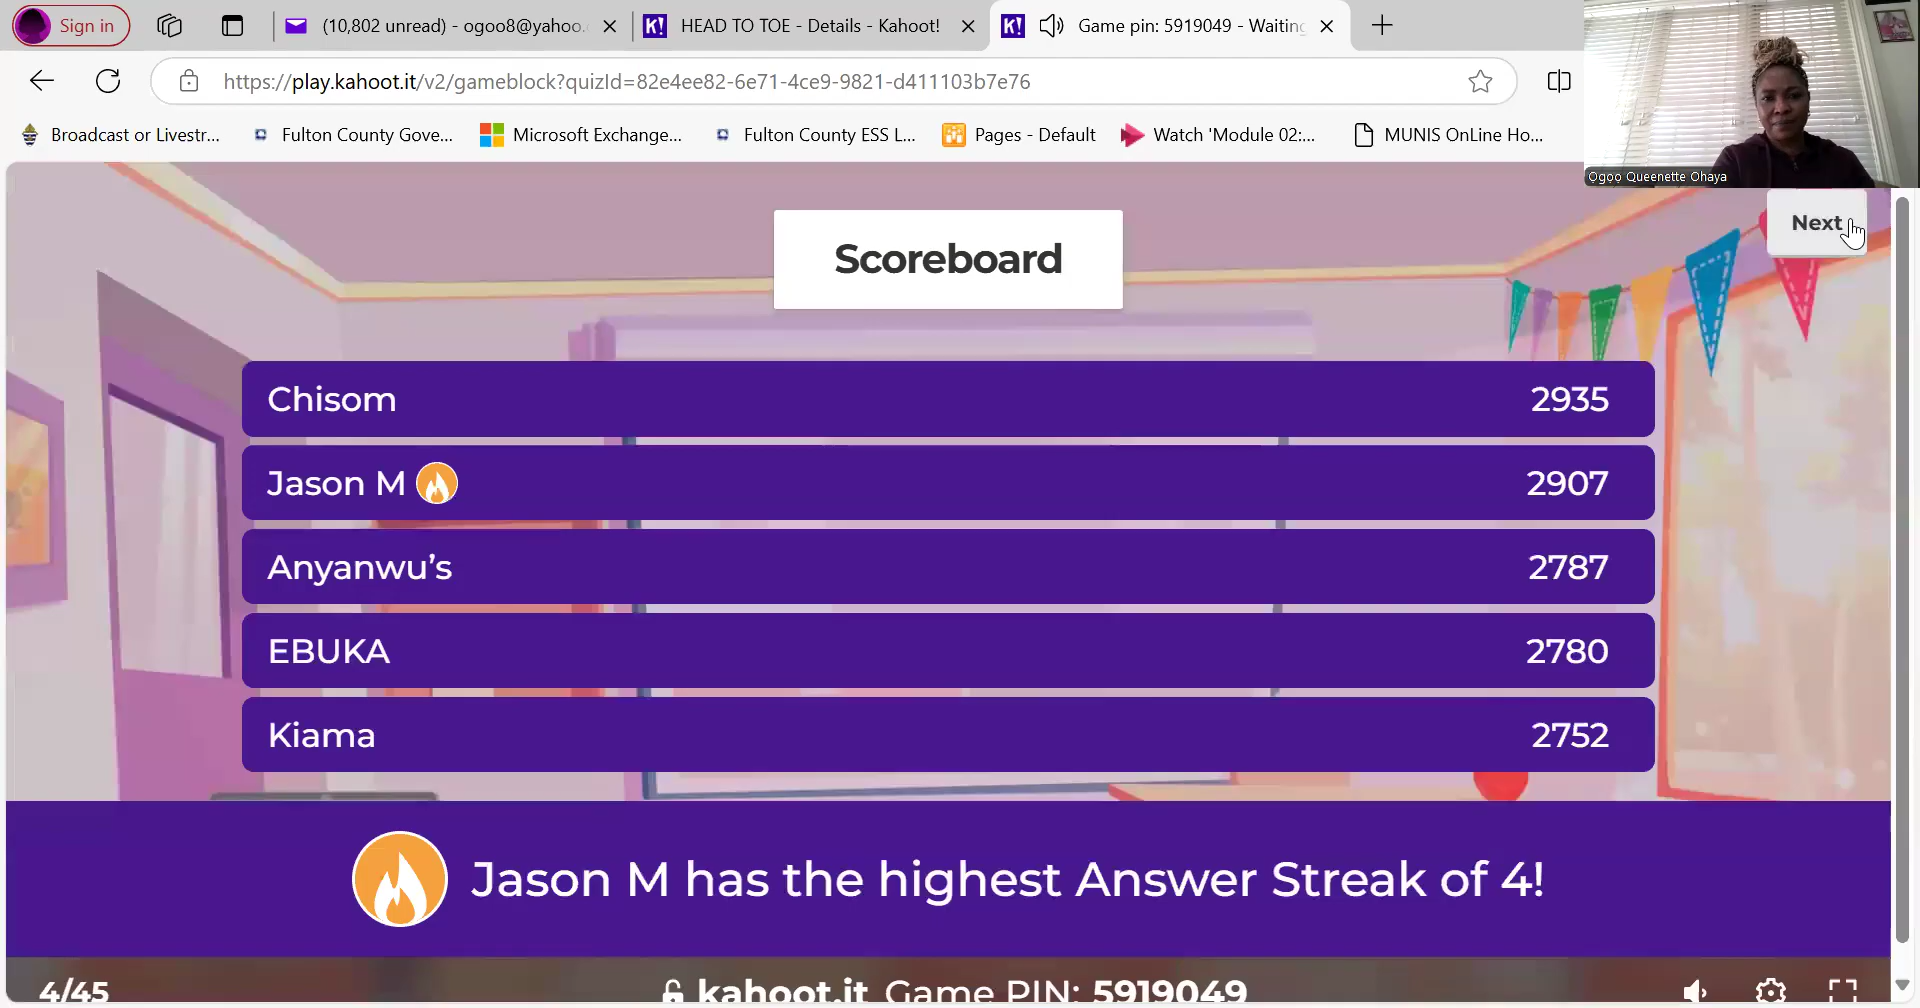 Sign in
(10,802 unread) - ogoo8@yahoo.
HEAD TO TOE - Details - Kahoot!
Game pin: 5919049 - Waiting
https://play.kahoot.it/v2/gameblock?quizId=82e4ee82-6e71-4ce9-9821-d411103b7e76
Broadcast or Livestr...
Fulton County Gove...
Microsoft Exchange...
Fulton County ESS L...
Pages - Default
Watch 'Module 02:...
MUNIS OnLine Ho...
Ogoo Queenette Ohaya
Next
Scoreboard
Chisom 2935
Jason M 2907
Anyanwu’s 2787
EBUKA 2780
Kiama 2752
Jason M has the highest Answer Streak of 4!
4/45
kahoot.it Game PIN: 5919049